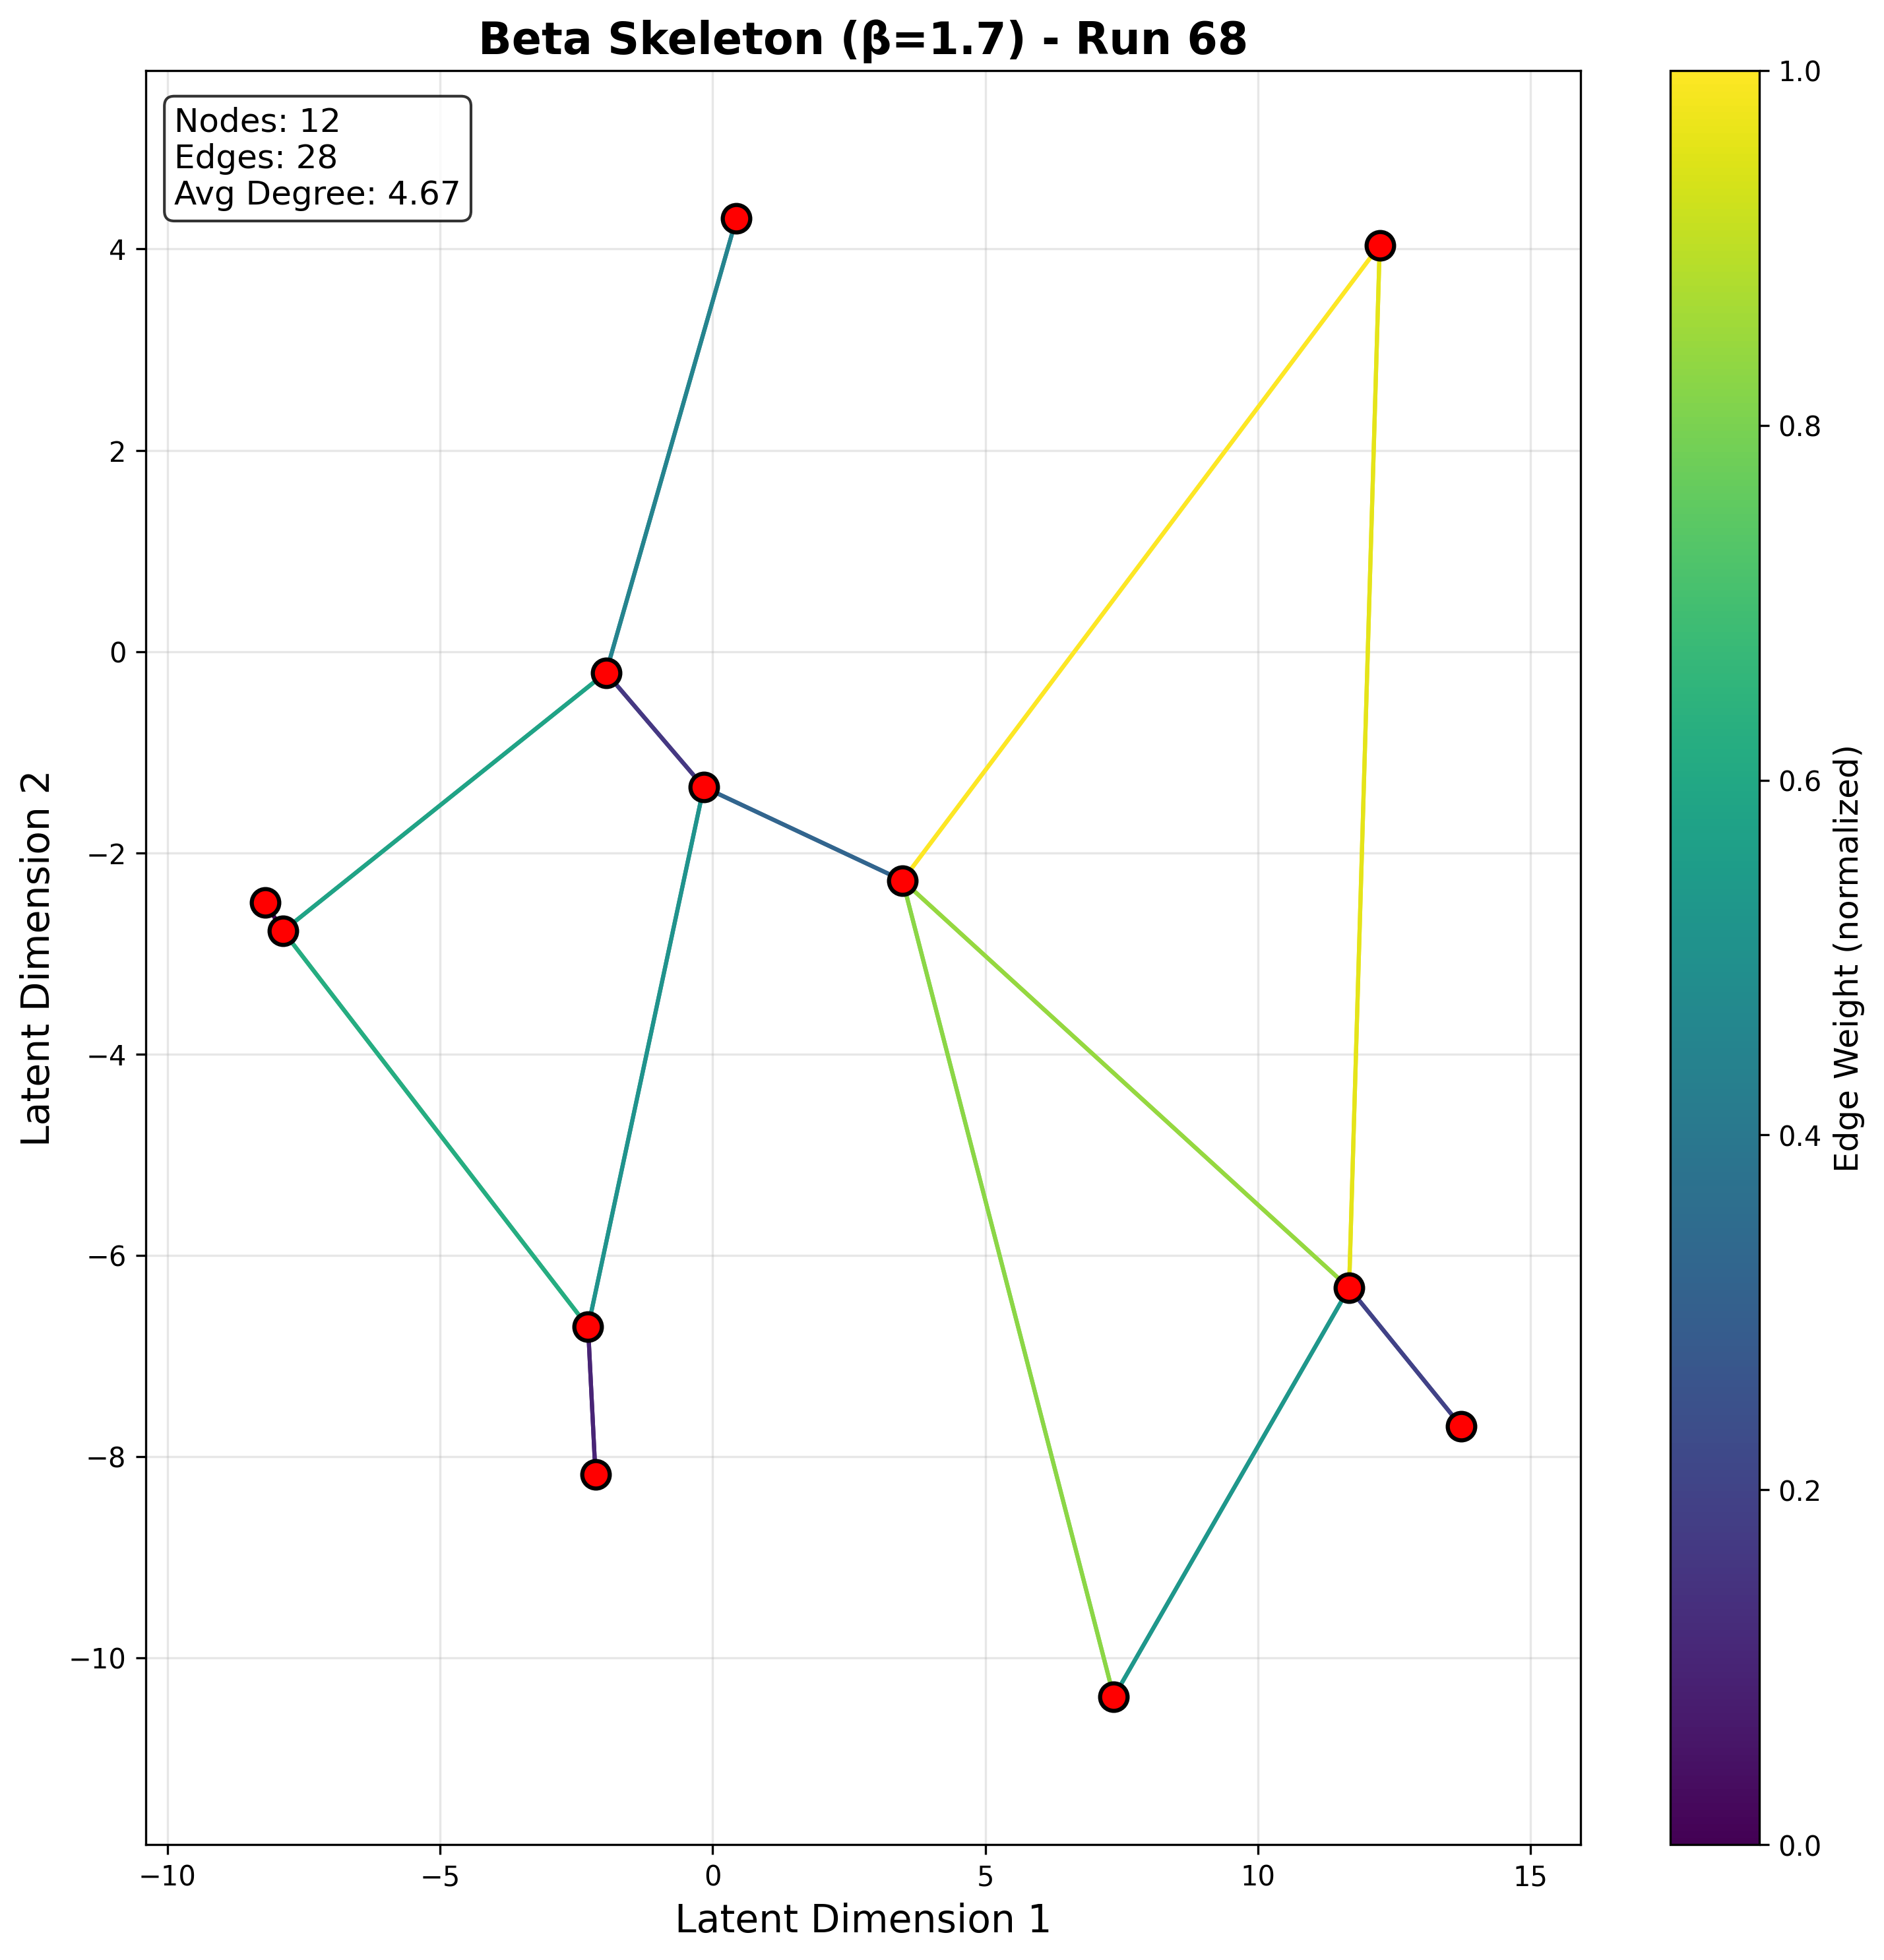 Beta Skeleton (β=1.7) - Run 68
Nodes: 12
Edges: 28
Avg Degree: 4.67
4
2
0
−2
−4
−6
−8
−10
Latent Dimension 2
−10
−5
0
5
10
15
Latent Dimension 1
1.0
0.8
0.6
0.4
0.2
0.0
Edge Weight (normalized)